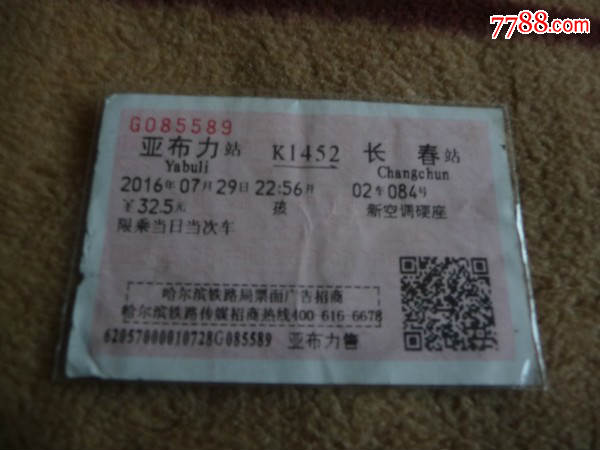 7788.com
G085589
亚布力站 K1452 长春站
Yabuli Changchun
2016年07月29日22:56开 02车084号
¥32.5元 孩 新空调硬座
限乘当日当次车
哈尔滨铁路局票面广告招商
哈尔滨铁路传媒招商热线400 616 6678
62057000010728G085589 亚布力售